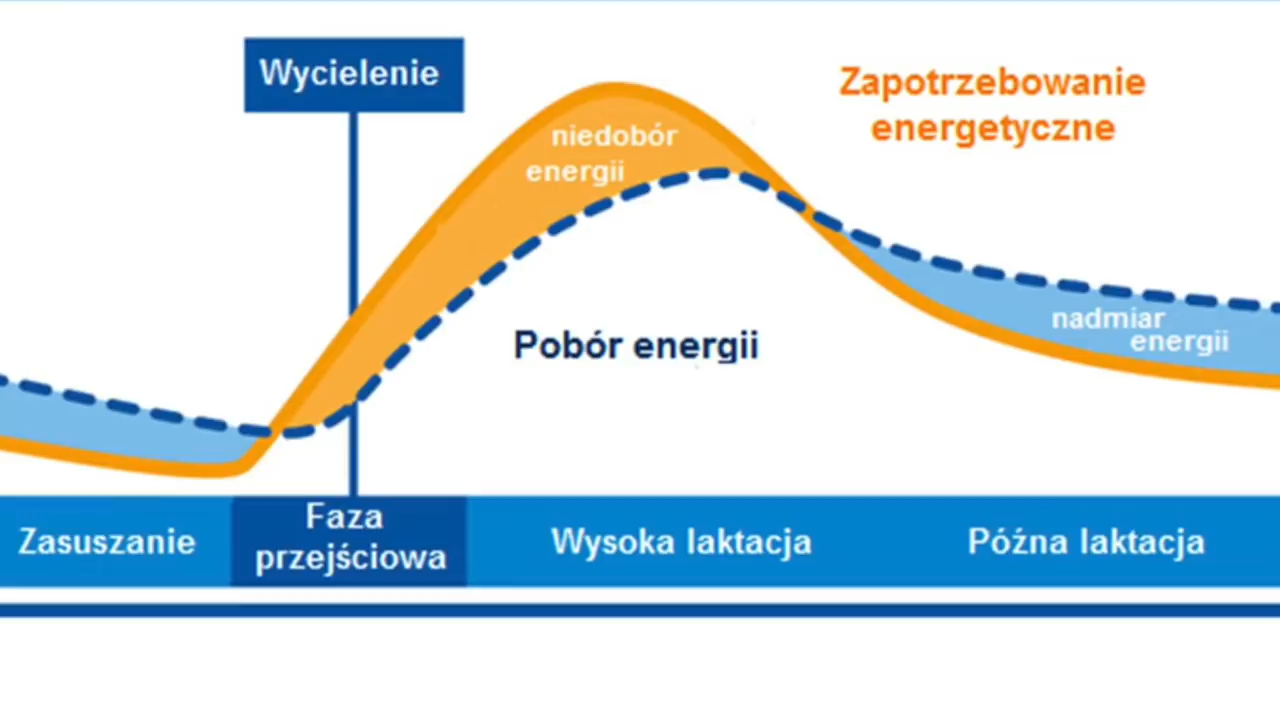 Wycielenie
Zapotrzebowanie
energetyczne
niedobór
energii
Pobór energii
nadmiar
energii
Zasuszanie
Faza
przejściowa
Wysoka laktacja
Późna laktacja